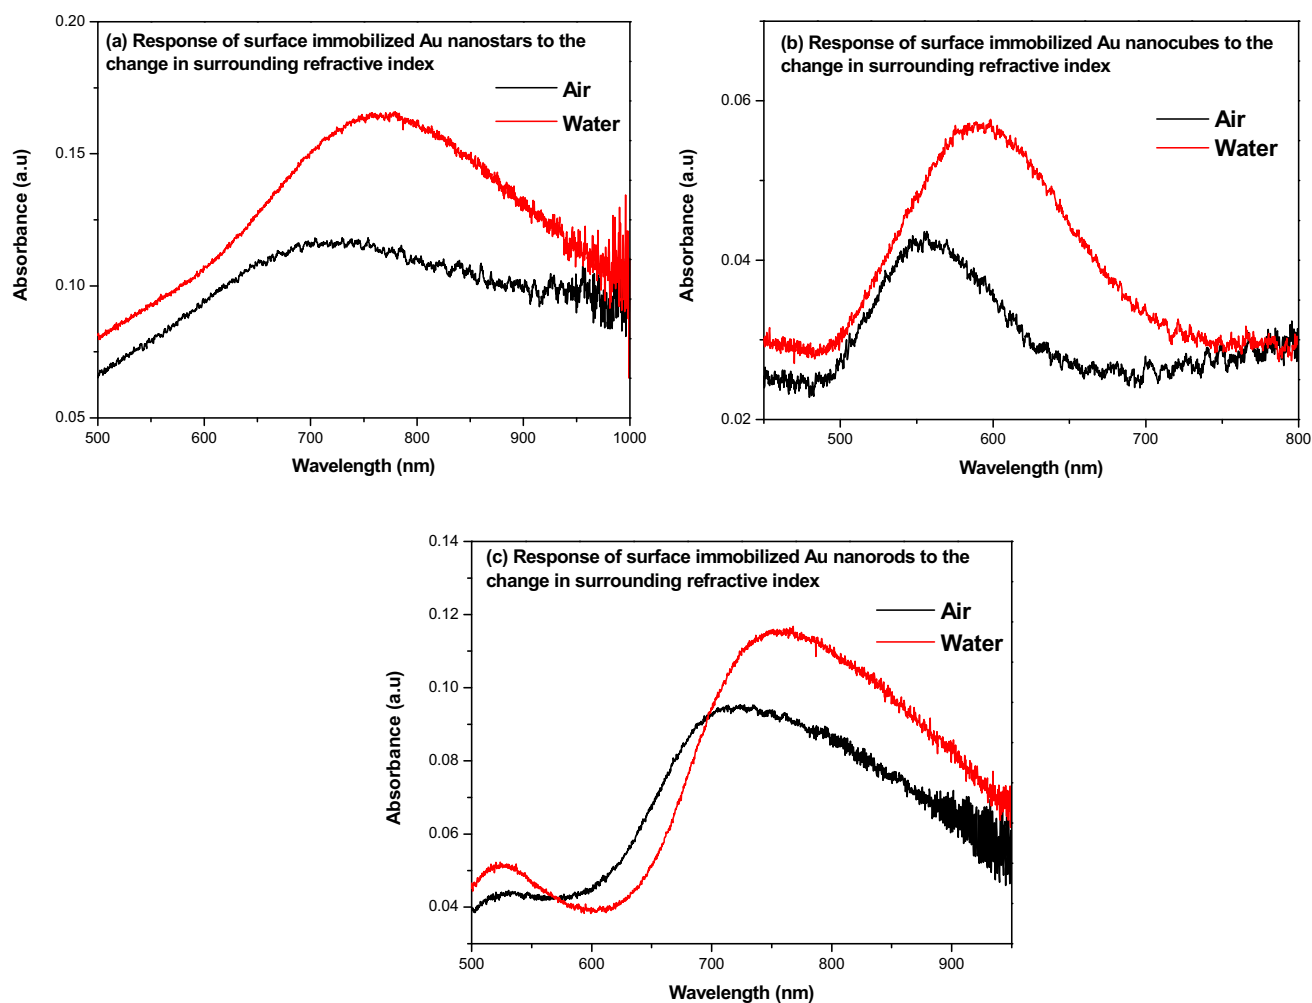 (a) Response of surface immobilized Au nanostars to the
change in surrounding refractive index
Air
Water
0.20
0.15
0.10
0.05
Absorbance (a.u)
500
600
700
800
900
1000
Wavelength (nm)
(b) Response of surface immobilized Au nanocubes to the
change in surrounding refractive index
Air
Water
0.06
0.04
0.02
Absorbance (a.u)
500
600
700
800
Wavelength (nm)
(c) Response of surface immobilized Au nanorods to the
change in surrounding refractive index
Air
Water
0.14
0.12
0.10
0.08
0.06
0.04
Absorbance (a.u)
500
600
700
800
900
Wavelength (nm)